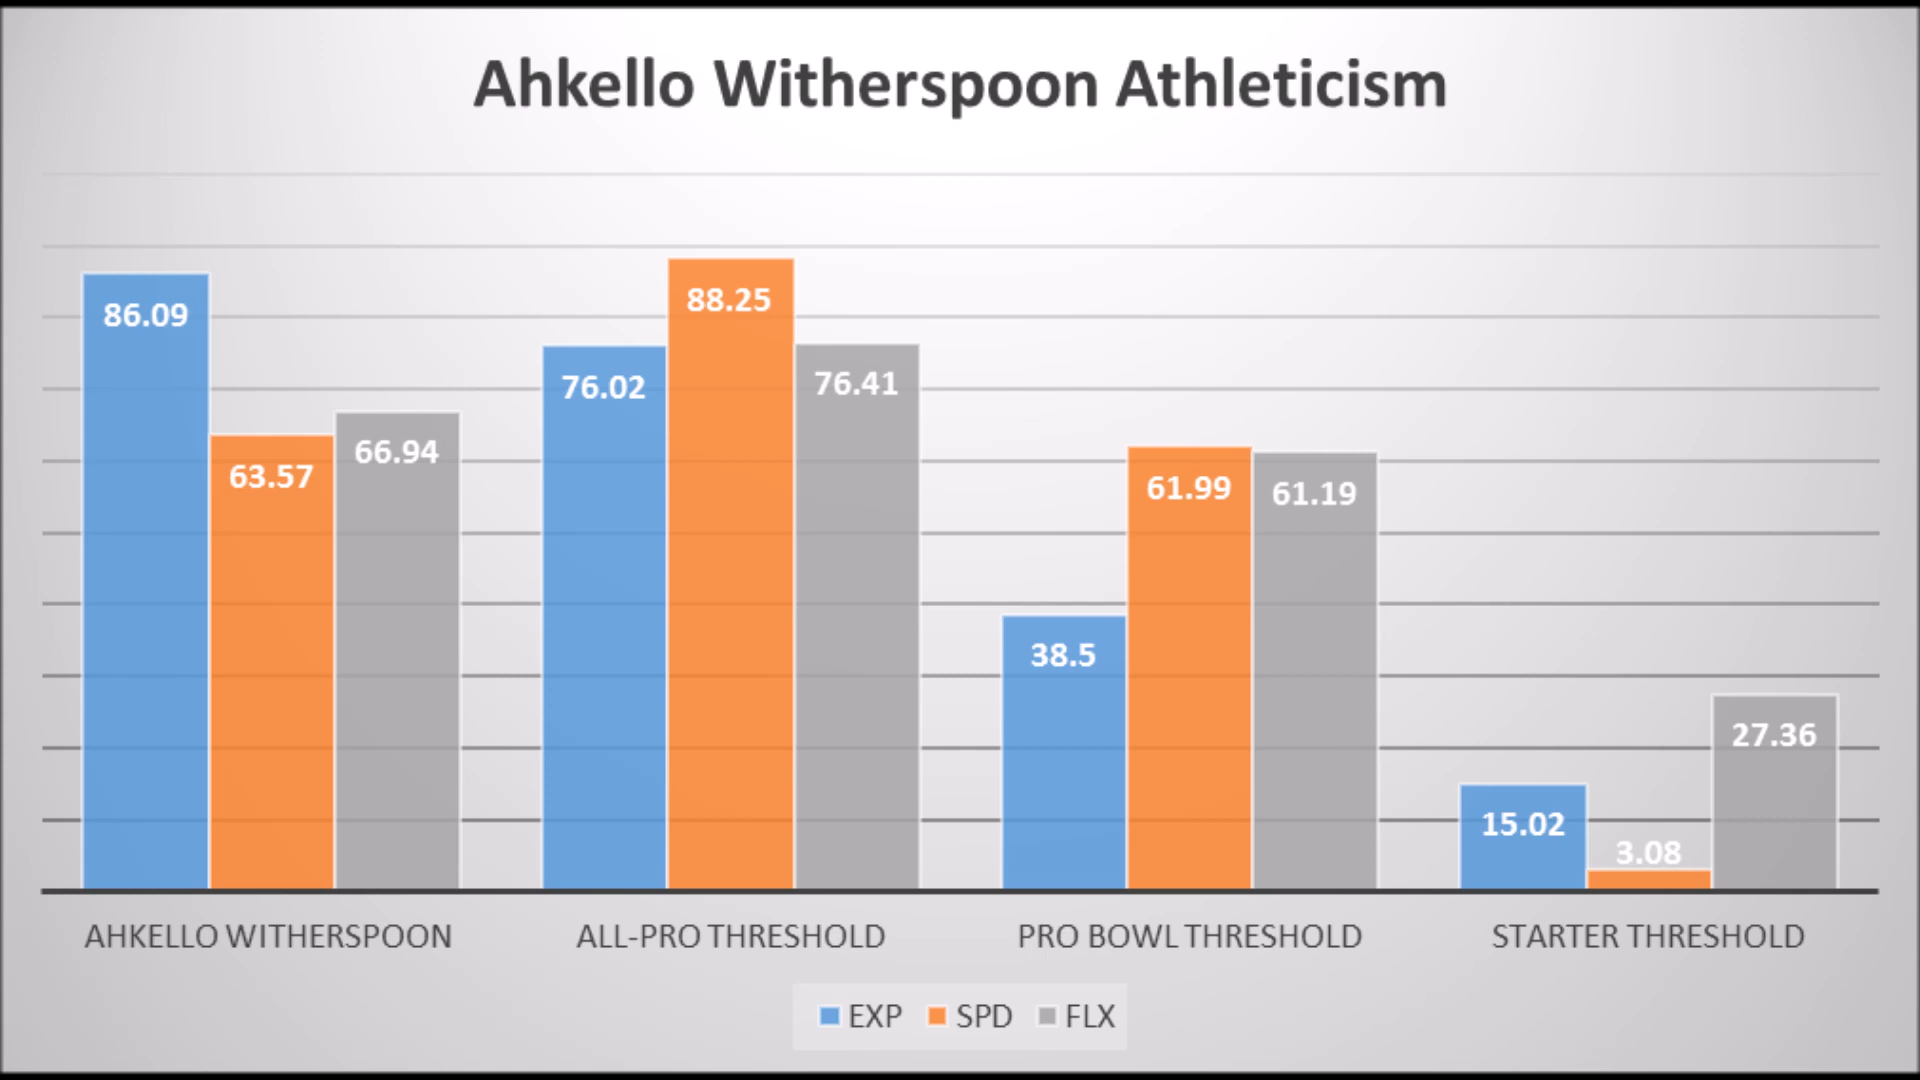 Ahkello Witherspoon Athleticism
86.09
63.57
66.94
76.02
88.25
76.41
38.5
61.99
61.19
15.02
3.08
27.36
AHKELLO WITHERSPOON
ALL-PRO THRESHOLD
PRO BOWL THRESHOLD
STARTER THRESHOLD
EXP SPD FLX